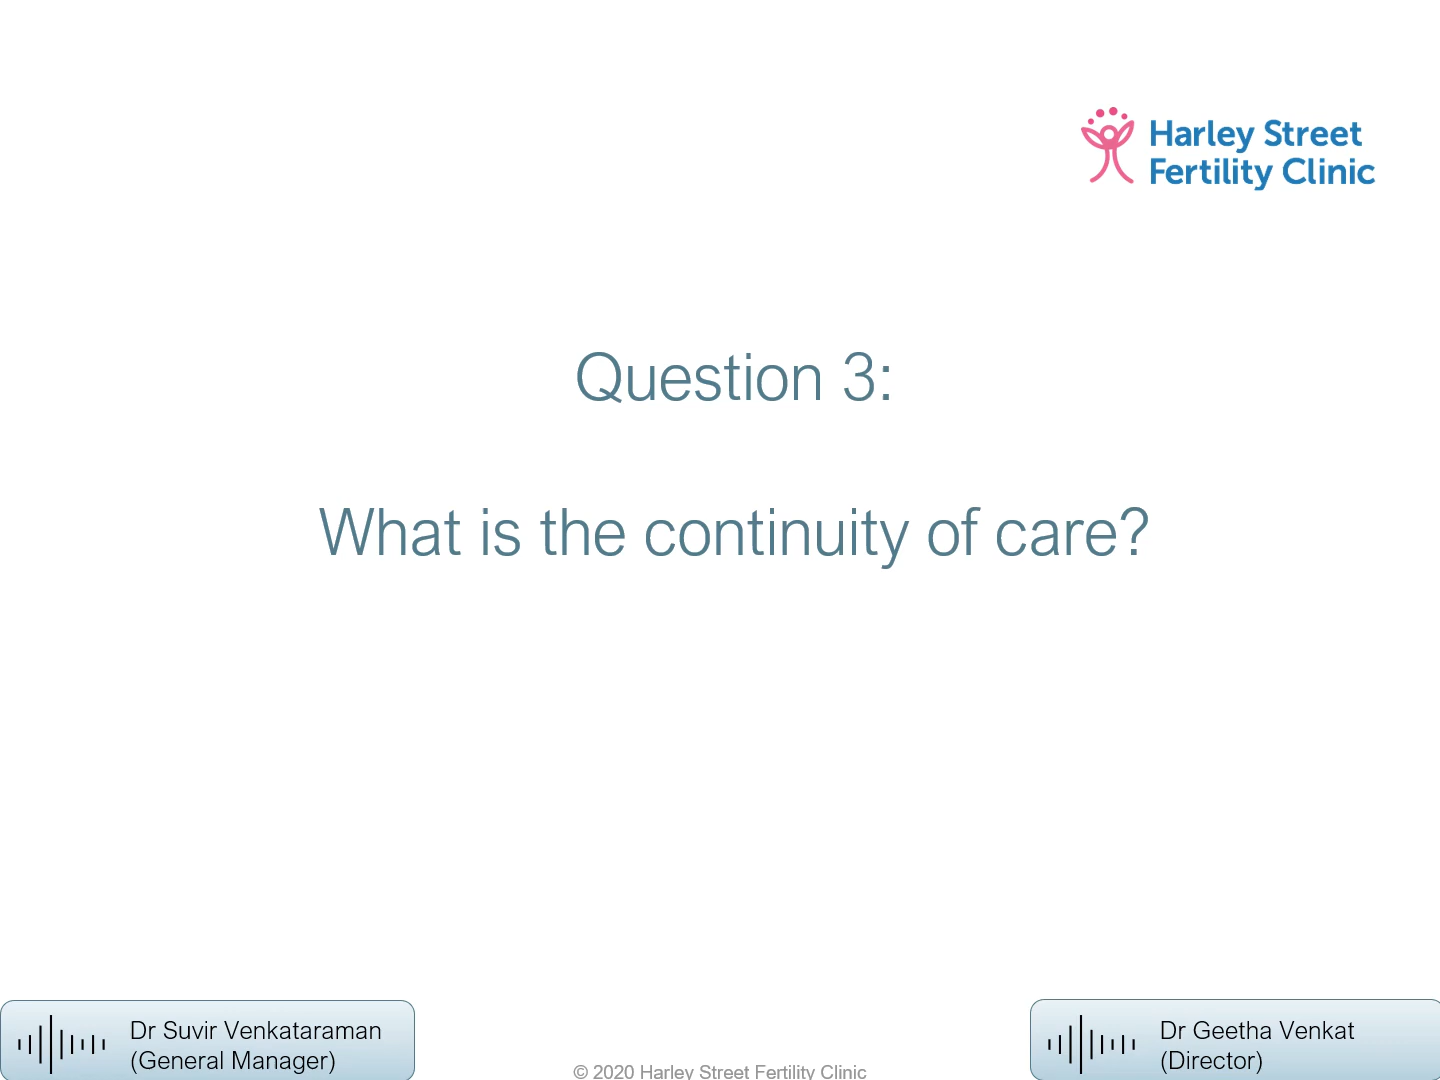 Harley Street
Fertility Clinic
Question 3:
What is the continuity of care?
Dr Suvir Venkataraman
(General Manager)
© 2020 Harley Street Fertility Clinic
Dr Geetha Venkat
(Director)